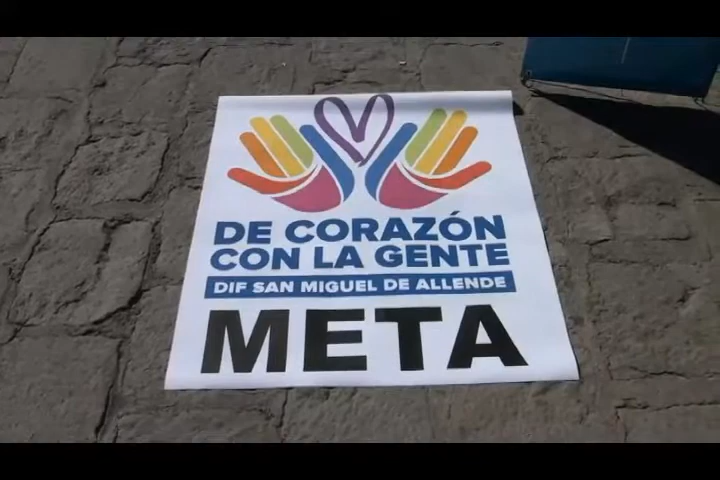 DE CORAZÓN
CON LA GENTE
DIF SAN MIGUEL DE ALLENDE
META